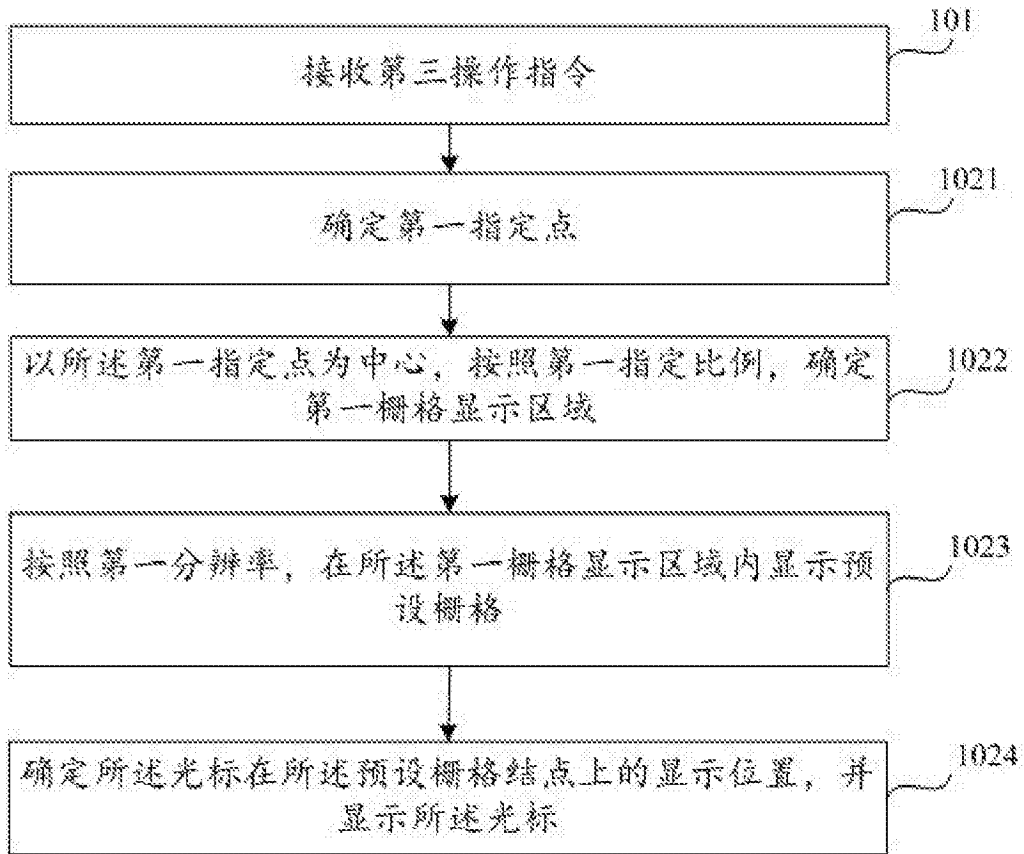 101
接收第三操作指令
1021
确定第一指定点
以所述第一指定点为中心，按照第一指定比例，确定
第一栅格显示区域
1022
按照第一分辨率，在所述第一栅格显示区域内显示预
设栅格
1023
确定所述光标在所述预设栅格结点上的显示位置，并
显示所述光标
1024